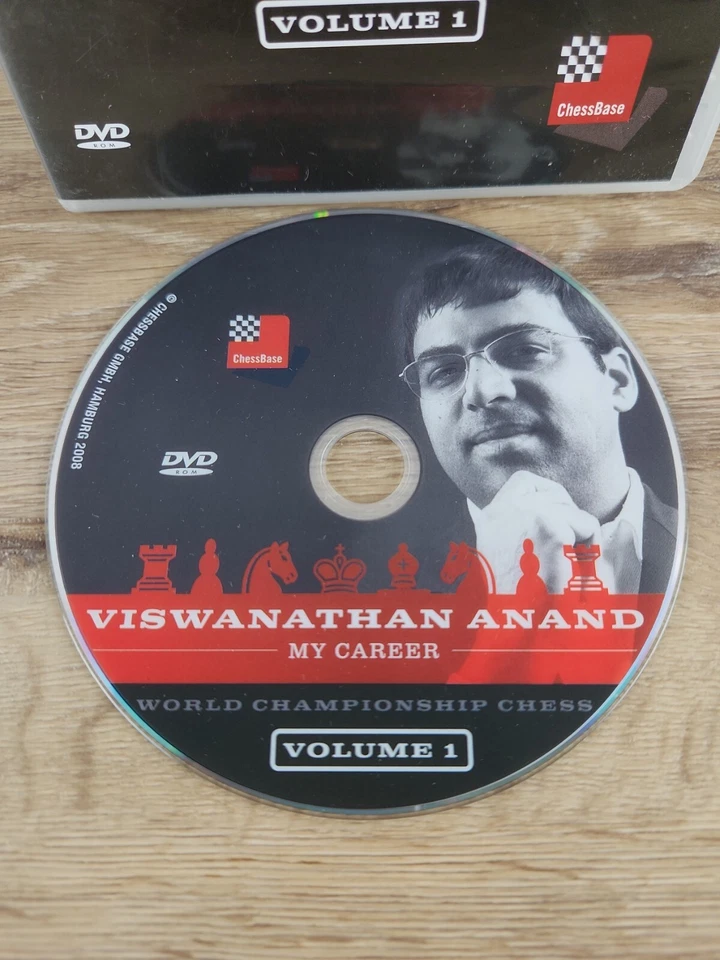 VOLUME 1
ChessBase
DVD
ROM
© CHESSBASE GMBH, HAMBURG 2008
ChessBase
DVD
ROM
VISWANATHAN ANAND
MY CAREER
WORLD CHAMPIONSHIP CHESS
VOLUME 1